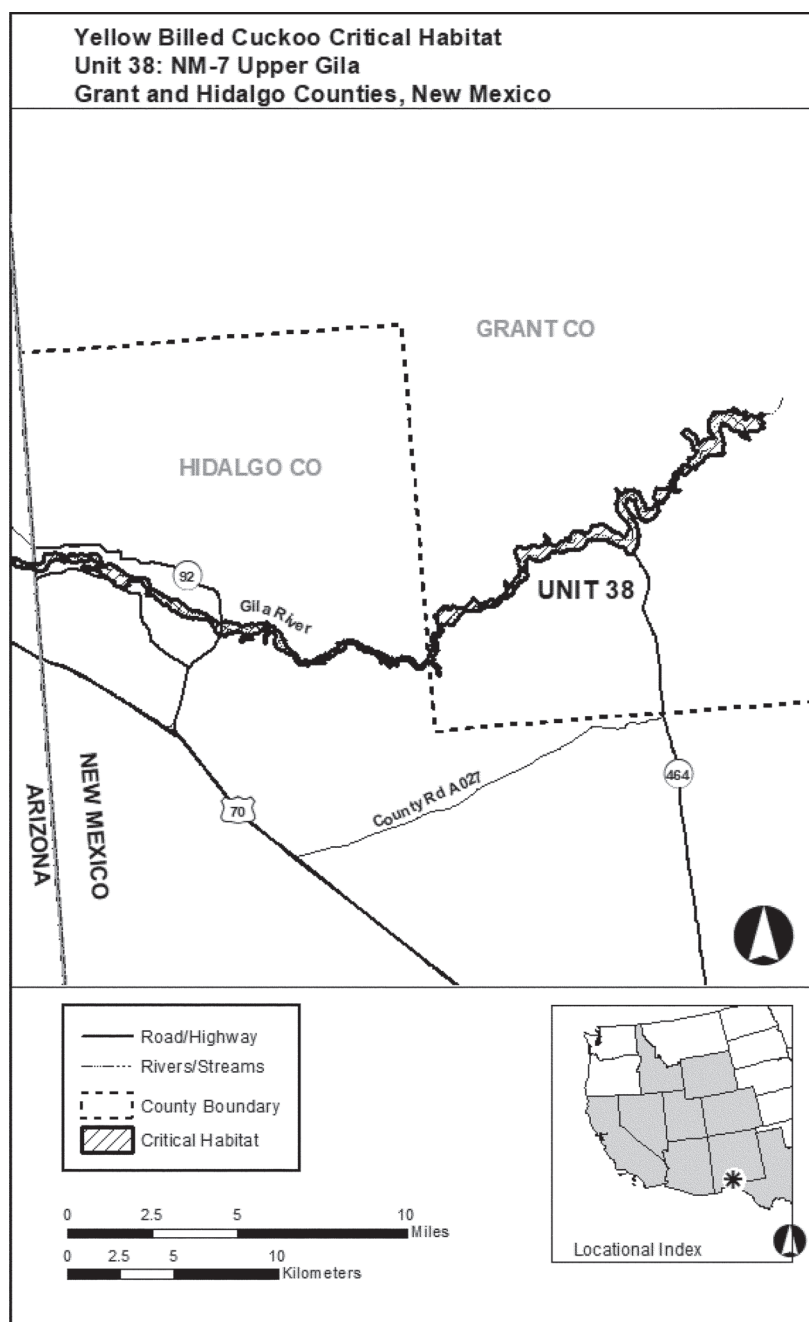 Yellow Billed Cuckoo Critical Habitat
Unit 38: NM-7 Upper Gila
Grant and Hidalgo Counties, New Mexico
GRANT CO
HIDALGO CO
92
Gila River
UNIT 38
NEW MEXICO
ARIZONA
70
County Rd A027
464
Road/Highway
Rivers/Streams
County Boundary
Critical Habitat
0 2.5 5 10
Miles
0 2.5 5 10
Kilometers
Locational Index